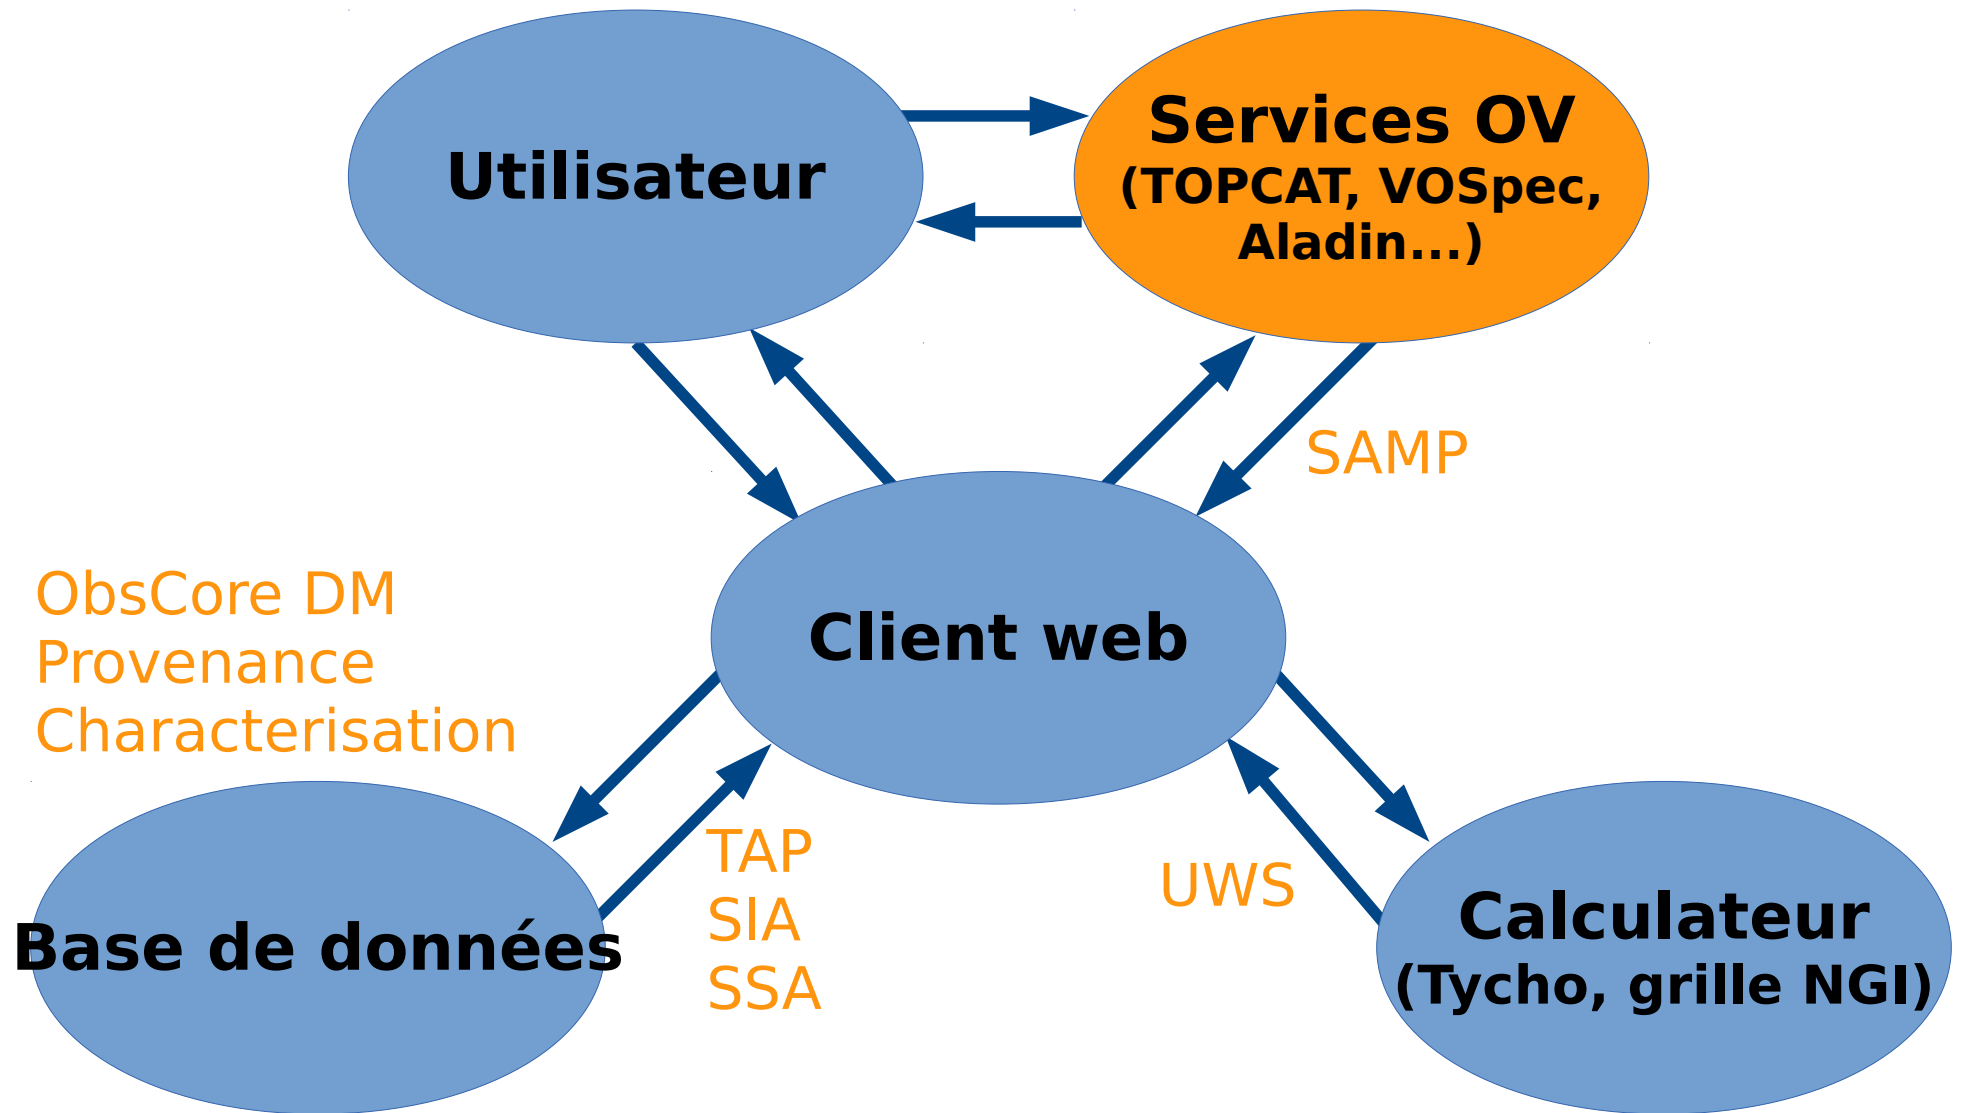 Utilisateur
Services OV
(TOPCAT, VOSpec,
Aladin...)
SAMP
Client web
ObsCore DM
Provenance
Characterisation
TAP
SIA
SSA
UWS
Base de données
Calculateur
(Tycho, grille NGI)